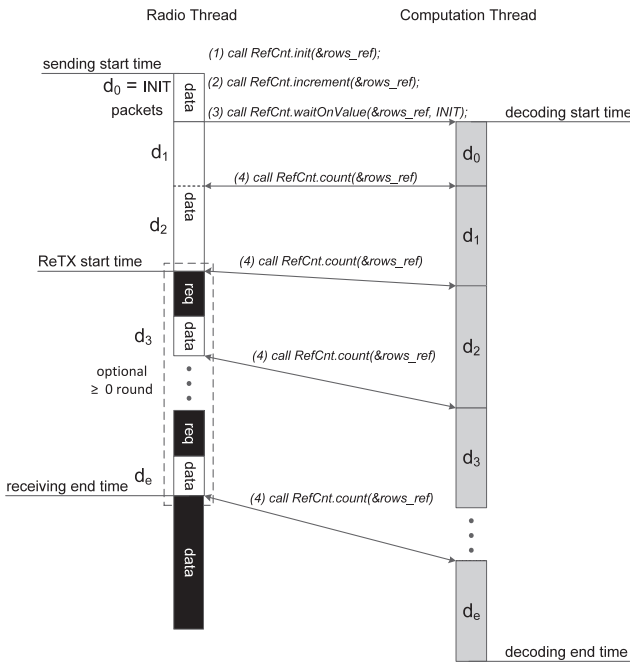 Radio Thread
Computation Thread
(1) call RefCnt.init(&rows_ref);
sending start time
d0 = INIT
packets
data
(2) call RefCnt.increment(&rows_ref);
(3) call RefCnt.waitOnValue(&rows_ref, INIT);
decoding start time
d0
d1
(4) call RefCnt.count(&rows_ref)
data
d2
d1
ReTX start time
(4) call RefCnt.count(&rows_ref)
req
data
d3
d2
optional
≥ 0 round
(4) call RefCnt.count(&rows_ref)
req
d3
data
de
receiving end time
(4) call RefCnt.count(&rows_ref)
data
de
decoding end time